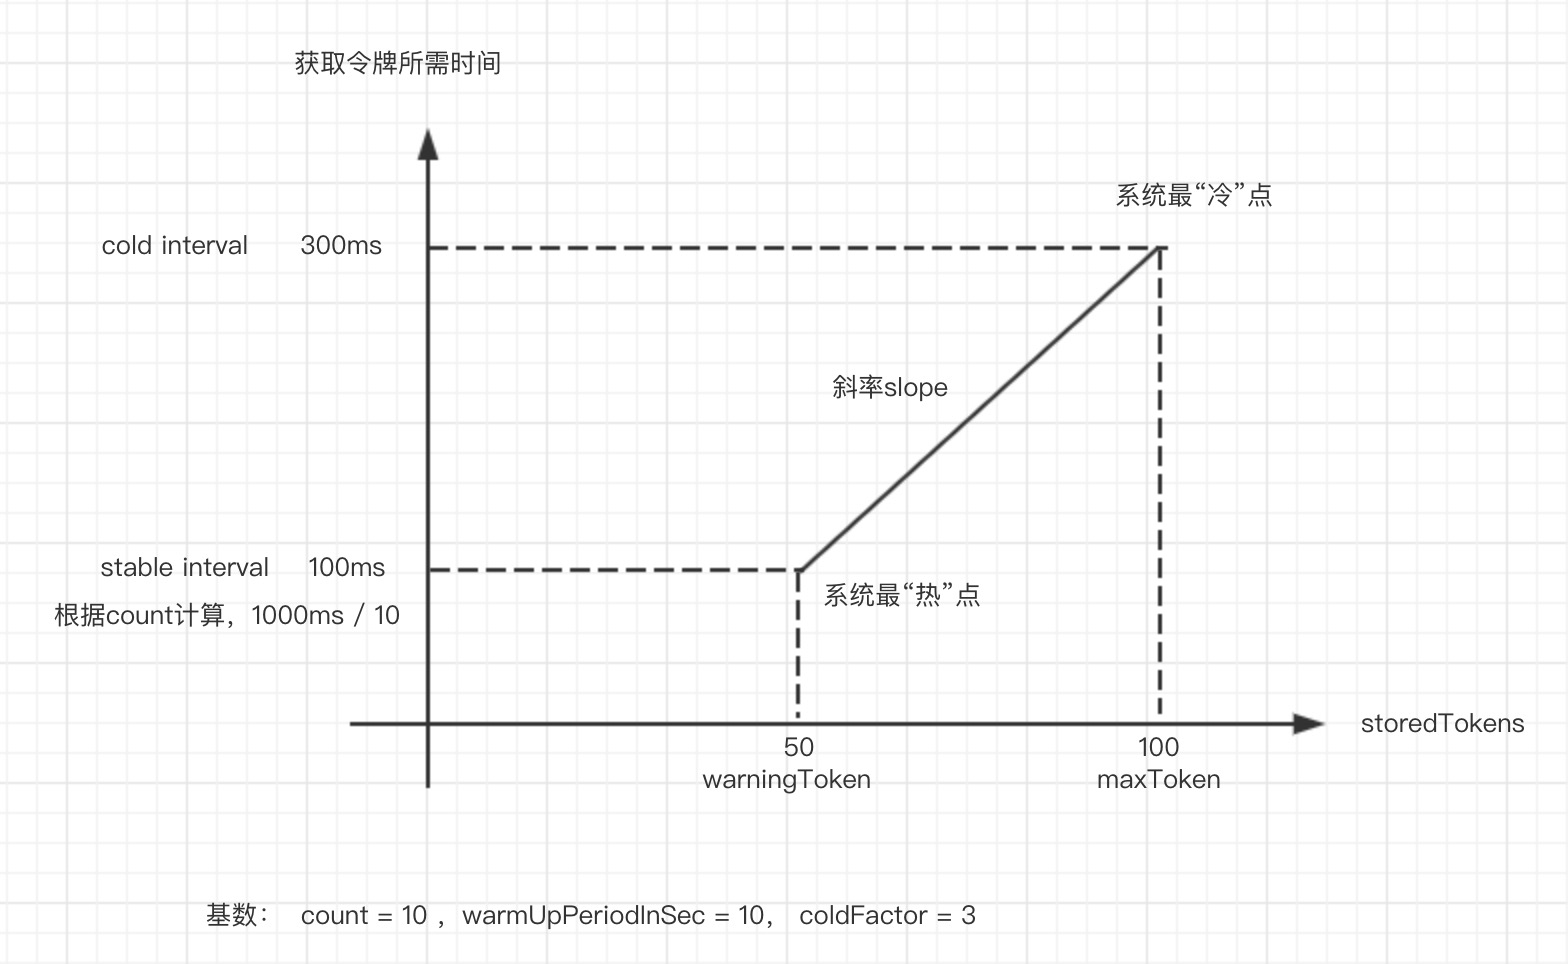 获取令牌所需时间
系统最“冷”点
cold interval 300ms
斜率slope
stable interval 100ms
系统最“热”点
根据count计算，1000ms / 10
storedTokens
50
100
warningToken
maxToken
基数： count = 10 ，warmUpPeriodInSec = 10， coldFactor = 3